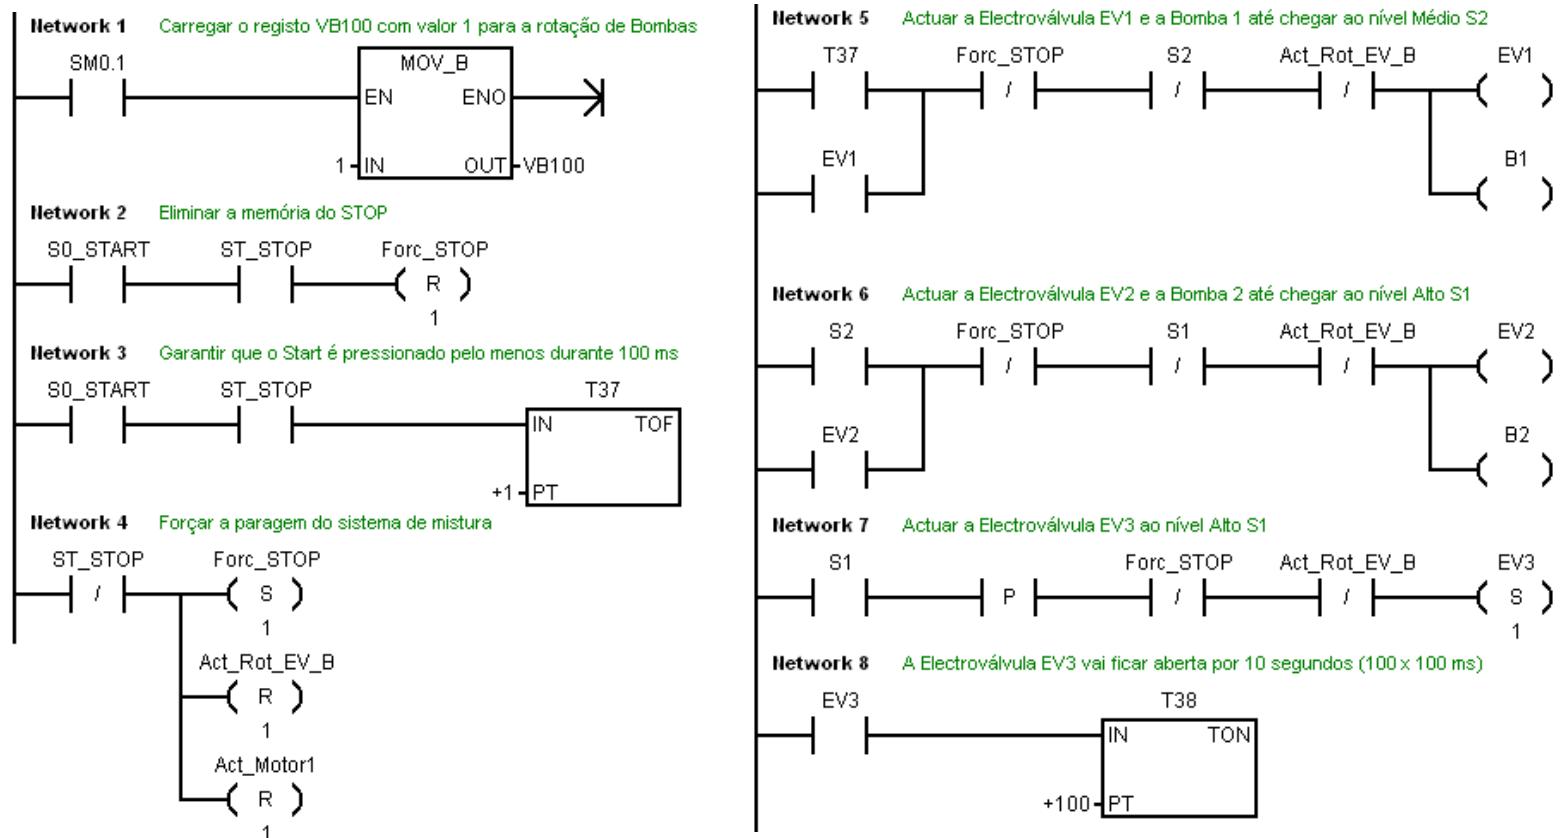 Network 1 Carregar o registo VB100 com valor 1 para a rotação de Bombas
SM0.1
MOV_B
EN ENO
1 IN OUT VB100
Network 2 Eliminar a memória do STOP
S0_START ST_STOP Forc_STOP
R
1
Network 3 Garantir que o Start é pressionado pelo menos durante 100 ms
S0_START ST_STOP T37
IN TOF
+1 PT
Network 4 Forçar a paragem do sistema de mistura
ST_STOP Forc_STOP
/ S
1
Act_Rot_EV_B
R
1
Act_Motor1
R
1
Network 5 Actuar a Electroválvula EV1 e a Bomba 1 até chegar ao nível Médio S2
T37 Forc_STOP S2 Act_Rot_EV_B EV1
/ / /
EV1 B1
Network 6 Actuar a Electroválvula EV2 e a Bomba 2 até chegar ao nível Alto S1
S2 Forc_STOP S1 Act_Rot_EV_B EV2
/ / /
EV2 B2
Network 7 Actuar a Electroválvula EV3 ao nível Alto S1
S1 Forc_STOP Act_Rot_EV_B EV3
P / / S
1
Network 8 A Electroválvula EV3 vai ficar aberta por 10 segundos (100 x 100 ms)
EV3 T38
IN TON
+100 PT